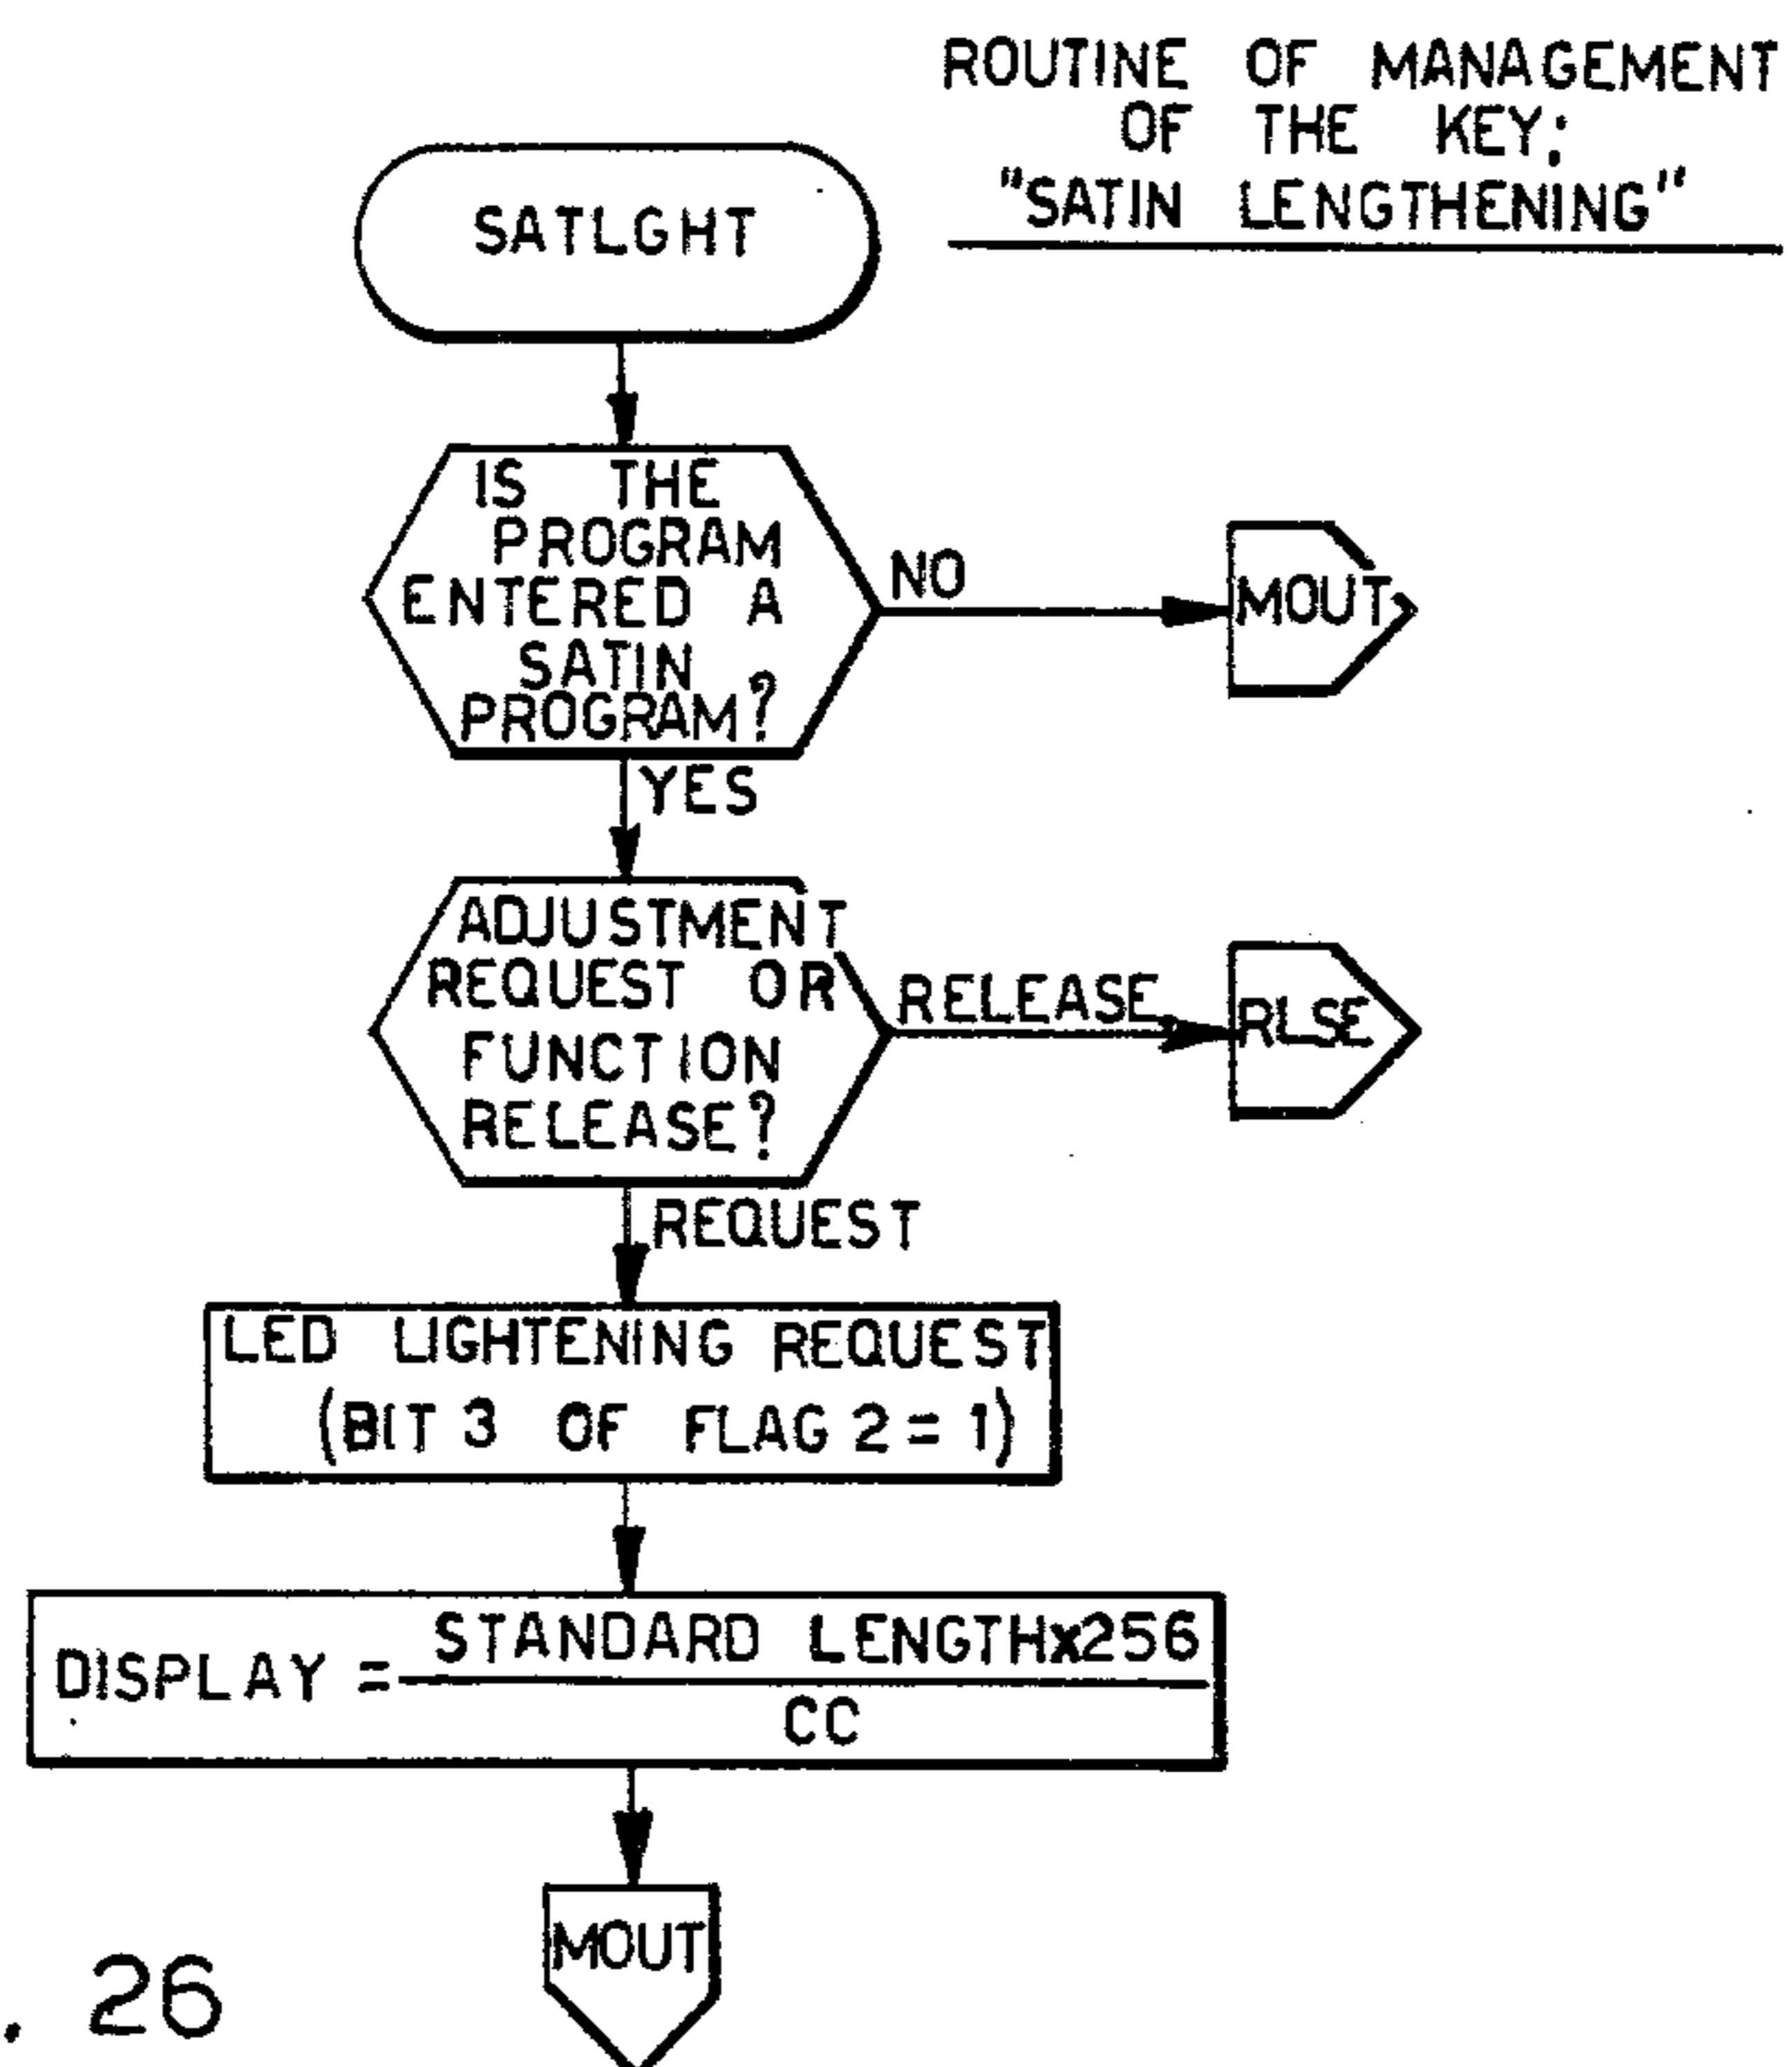 ROUTINE OF MANAGEMENT
OF THE KEY:
"SATIN LENGTHENING"
SATLGHT
IS THE
PROGRAM
ENTERED A
SATIN
PROGRAM?
NO
MOUT
YES
ADJUSTMENT
REQUEST OR
FUNCTION
RELEASE?
RELEASE
RLSE
REQUEST
LED LIGHTENING REQUEST
(BIT 3 OF FLAG 2 = 1)
DISPLAY = STANDARD LENGTHx256
CC
MOUT
. 26